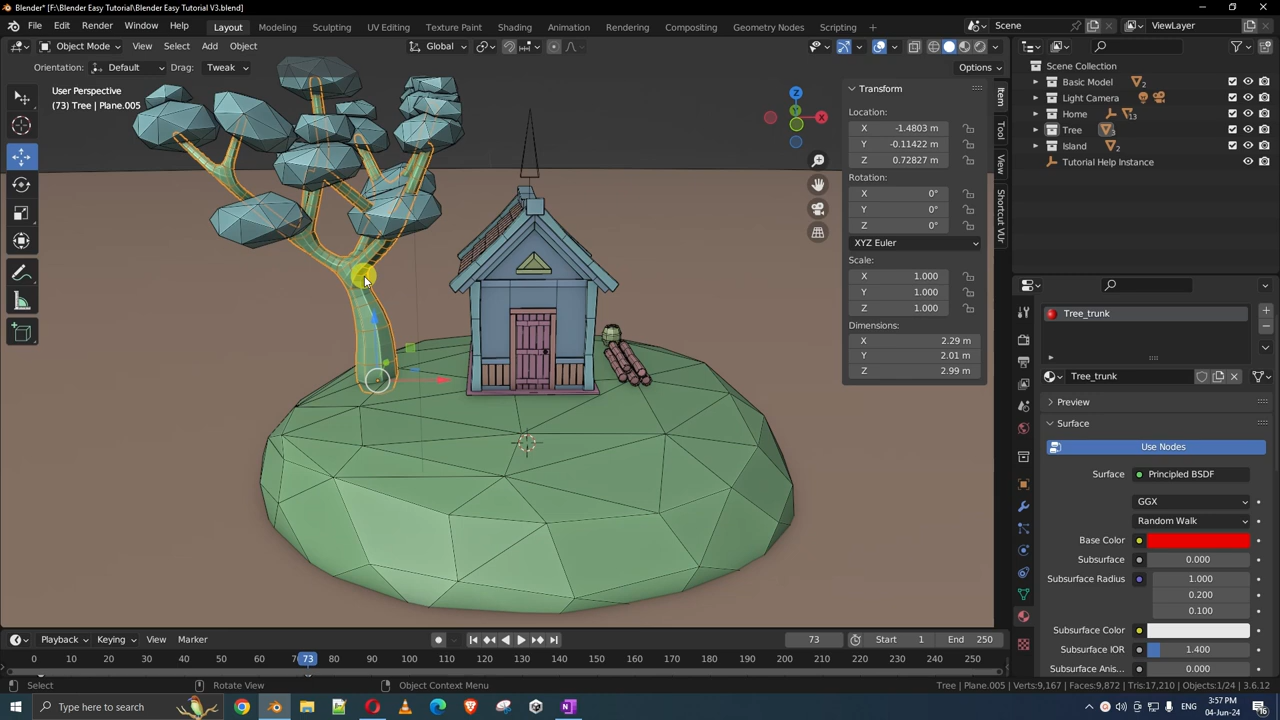 Blender* [F:\Blender Easy Tutorial\Blender Easy Tutorial V3.blend]
File Edit Render Window Help Layout Modeling Sculpting UV Editing Texture Paint Shading Animation Rendering Compositing Geometry Nodes Scripting Scene ViewLayer
Object Mode View Select Add Object Global
Orientation: Default Drag: Tweak Options
User Perspective
(73) Tree | Plane.005
Transform
Location:
X -1.4803 m
Y -0.11422 m
Z 0.72827 m
Rotation:
X 0°
Y 0°
Z 0°
XYZ Euler
Scale:
X 1.000
Y 1.000
Z 1.000
Dimensions:
X 2.29 m
Y 2.01 m
Z 2.99 m
Item
Tool
View
Shortcut VUr
Z
Y
X
Scene Collection
Basic Model 2
Light Camera
Home 13
Tree 3
Island 2
Tutorial Help Instance
Tree_trunk
Tree_trunk
Preview
Surface
Use Nodes
Surface Principled BSDF
GGX
Random Walk
Base Color
Subsurface 0.000
Subsurface Radius 1.000
0.200
0.100
Subsurface Color
Subsurface IOR 1.400
Subsurface Anis... 0.000
Playback Keying View Marker 73 Start 1 End 250
0 10 20 30 40 50 60 7 73 80 90 100 110 120 130 140 150 160 170 180 190 200 210 220 230 240 250
Select Rotate View Object Context Menu Tree | Plane.005 | Verts:9,167 | Faces:9,872 | Tris:17,210 | Objects:1/24 | 3.6.12
Type here to search
3:57 PM
04-Jun-24